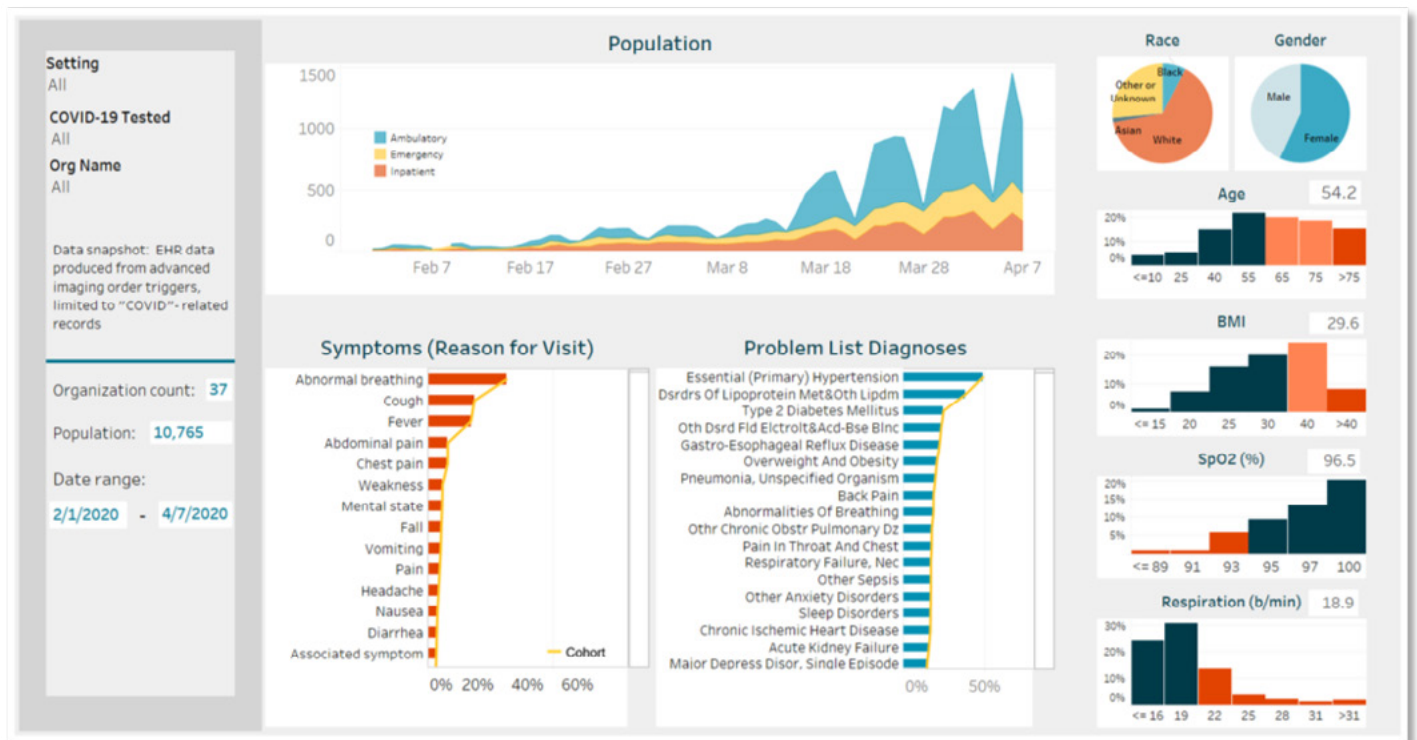 Setting
All
COVID-19 Tested
All
Org Name
All
Data snapshot: EHR data
produced from advanced
imaging order triggers,
limited to "COVID"- related
records
Organization count: 37
Population: 10,765
Date range:
2/1/2020 - 4/7/2020
Population
1500
1000
500
0
Ambulatory
Emergency
Inpatient
Feb 7 Feb 17 Feb 27 Mar 8 Mar 18 Mar 28 Apr 7
Symptoms (Reason for Visit)
Abnormal breathing
Cough
Fever
Abdominal pain
Chest pain
Weakness
Mental state
Fall
Vomiting
Pain
Headache
Nausea
Diarrhea
Associated symptom
Cohort
0% 20% 40% 60%
Problem List Diagnoses
Essential (Primary) Hypertension
Dsrdrs Of Lipoprotein Met&Oth Lipdm
Type 2 Diabetes Mellitus
Oth Dsrd Fld Elctrolt&Acd-Bse Blnc
Gastro-Esophageal Reflux Disease
Overweight And Obesity
Pneumonia, Unspecified Organism
Back Pain
Abnormalities Of Breathing
Othr Chronic Obstr Pulmonary Dz
Pain In Throat And Chest
Respiratory Failure, Nec
Other Sepsis
Other Anxiety Disorders
Sleep Disorders
Chronic Ischemic Heart Disease
Acute Kidney Failure
Major Depress Disor, Single Episode
0% 50%
Race
Black
Other or
Unknown
Asian
White
Gender
Male
Female
Age 54.2
20%
10%
0%
<=10 25 40 55 65 75 >75
BMI 29.6
20%
10%
0%
<= 15 20 25 30 40 >40
SpO2 (%) 96.5
20%
15%
10%
5%
<= 89 91 93 95 97 100
Respiration (b/min) 18.9
30%
20%
10%
0%
<= 16 19 22 25 28 31 >31